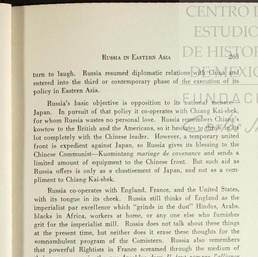 CENTRO D
ESTUDIO
DE HISTOR
DE MEXIC
FUNDAC
RUSSIA IN EASTERN ASIA 263
turn to laugh. Russia resumed diplomatic relations with China and
entered into the third or contemporary phase of the execution of its
policy in Eastern Asia.
Russia's basic objective is opposition to its national menace—
Japan. In pursuit of that policy it co-operates with Chiang Kai-shek,
for whom Russia wastes no personal love. Russia remembers Chiang's
kowtow to the British and the Americans, so it hesitates to throw in its
lot completely with the Chinese leader. However, a temporary united
front is expedient against Japan, so Russia gives its blessing to the
Chinese Communist—Kuomintang mariage de covenance and sends a
limited amount of equipment to the Chinese front. But such aid as
Russia offers is only as a chastisement of Japan, and not as a com-
pliment to Chiang Kai-shek.
Russia co-operates with England, France, and the United States,
with its tongue in its cheek. Russia still thinks of England as the
imperialist par excellence which "grinds in the dust" Hindus, Arabs,
blacks in Africa, workers at home, or any one else who furnishes
grit for the imperialist mill. Russia does not talk about these things
at the present time, but neither does it erase these thoughts for the
somnambulent program of the Comintern. Russia also remembers
that powerful Rightists in France screamed through the medium of